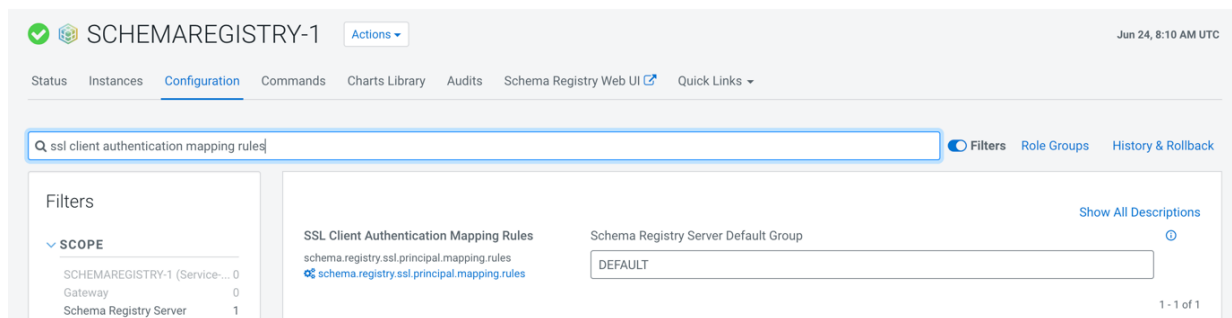 SCHEMAREGISTRY-1 Actions Jun 24, 8:10 AM UTC
Status Instances Configuration Commands Charts Library Audits Schema Registry Web UI Quick Links
ssl client authentication mapping rules Filters Role Groups History & Rollback
Filters
Show All Descriptions
SCOPE
SSL Client Authentication Mapping Rules Schema Registry Server Default Group
schema.registry.ssl.principal.mapping.rules
DEFAULT
schema.registry.ssl.principal.mapping.rules
SCHEMAREGISTRY-1 (Service-... 0
Gateway 0
Schema Registry Server 1
1 - 1 of 1